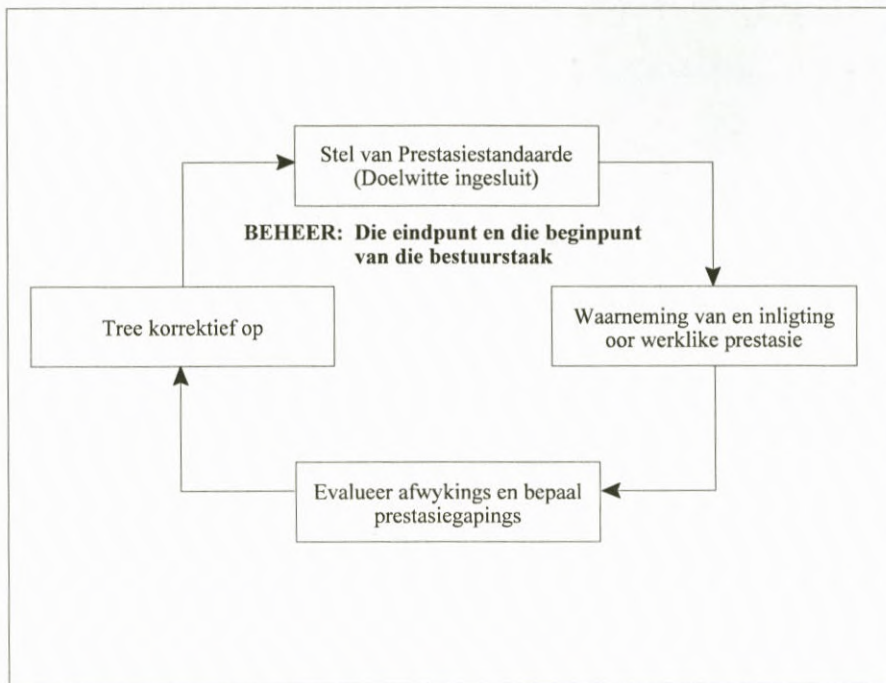 Stel van Prestasiestandaarde
(Doelwitte ingesluit)
BEHEER: Die eindpunt en die beginpunt
van die bestuurstaak
Tree korrektief op
Waarneming van en inligting
oor werklike prestasie
Evalueer afwykings en bepaal
prestasiegapings